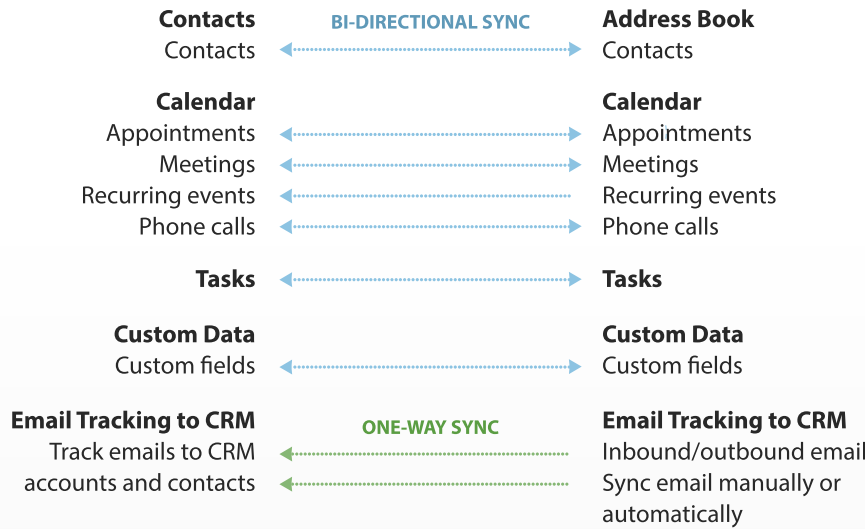 Contacts BI-DIRECTIONAL SYNC Address Book
Contacts Contacts
Calendar Calendar
Appointments Appointments
Meetings Meetings
Recurring events Recurring events
Phone calls Phone calls
Tasks Tasks
Custom Data Custom Data
Custom fields Custom fields
Email Tracking to CRM ONE-WAY SYNC Email Tracking to CRM
Track emails to CRM Inbound/outbound email
accounts and contacts Sync email manually or
automatically